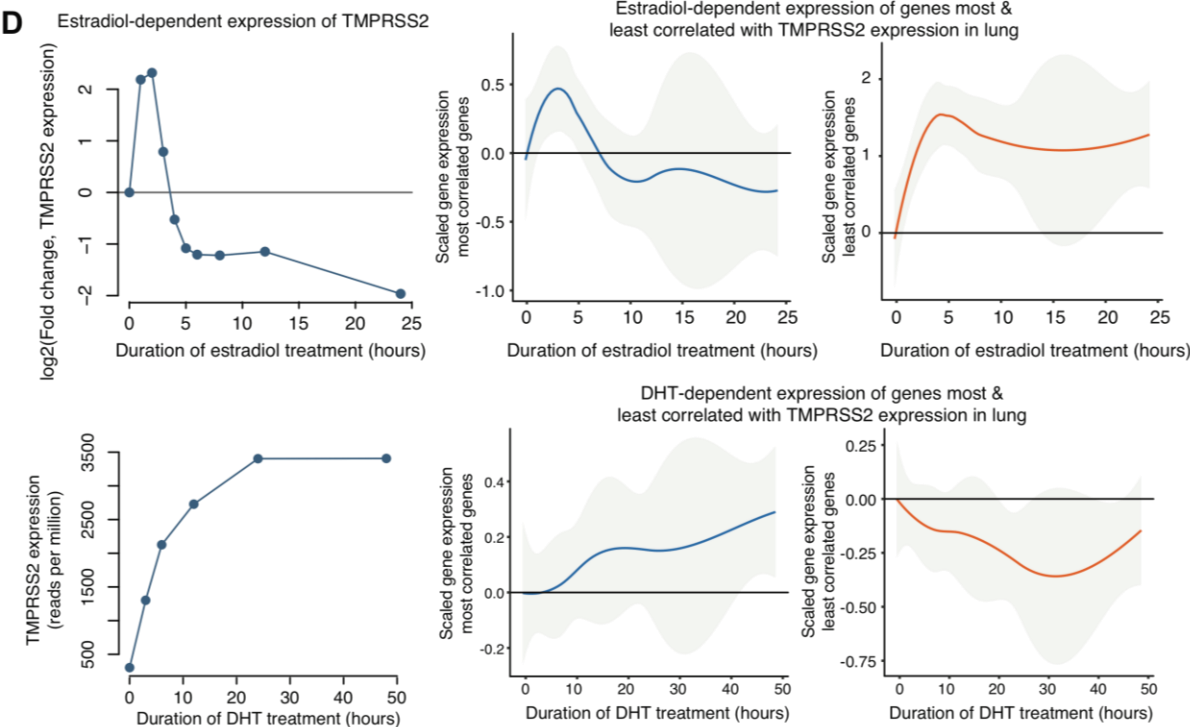 D
Estradiol-dependent expression of TMPRSS2
log2(Fold change, TMPRSS2 expression)
2
1
0
−1
−2
0 5 10 15 20 25
Duration of estradiol treatment (hours)
Estradiol-dependent expression of genes most &
least correlated with TMPRSS2 expression in lung
Scaled gene expression
most correlated genes
0.5
0.0
-0.5
-1.0
0 5 10 15 20 25
Duration of estradiol treatment (hours)
Scaled gene expression
least correlated genes
2
1
0
0 5 10 15 20 25
Duration of estradiol treatment (hours)
TMPRSS2 expression
(reads per million)
3500
2500
1500
500
0 10 20 30 40 50
Duration of DHT treatment (hours)
DHT-dependent expression of genes most &
least correlated with TMPRSS2 expression in lung
Scaled gene expression
most correlated genes
0.4
0.2
0.0
-0.2
0 10 20 30 40 50
Duration of DHT treatment (hours)
Scaled gene expression
least correlated genes
0.25
0.00
-0.25
-0.50
-0.75
0 10 20 30 40 50
Duration of DHT treatment (hours)